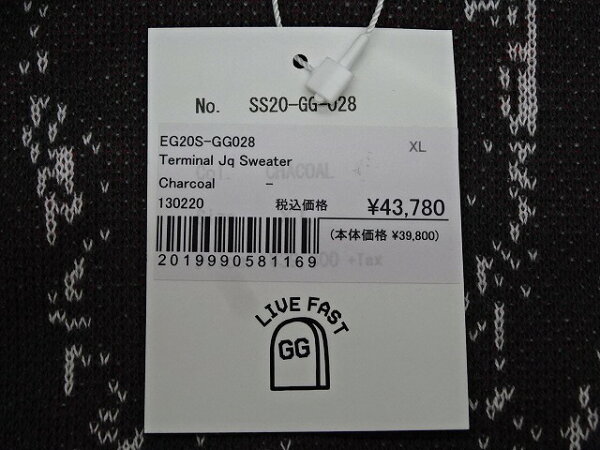 No. SS20-GG-028
EG20S-GG028
XL
Terminal Jq Sweater
CHACOAL
Charcoal -
130220 税込価格 ¥43,780
(本体価格 ¥39,800)
2019990581169
+Tax
LIVE FAST
GG